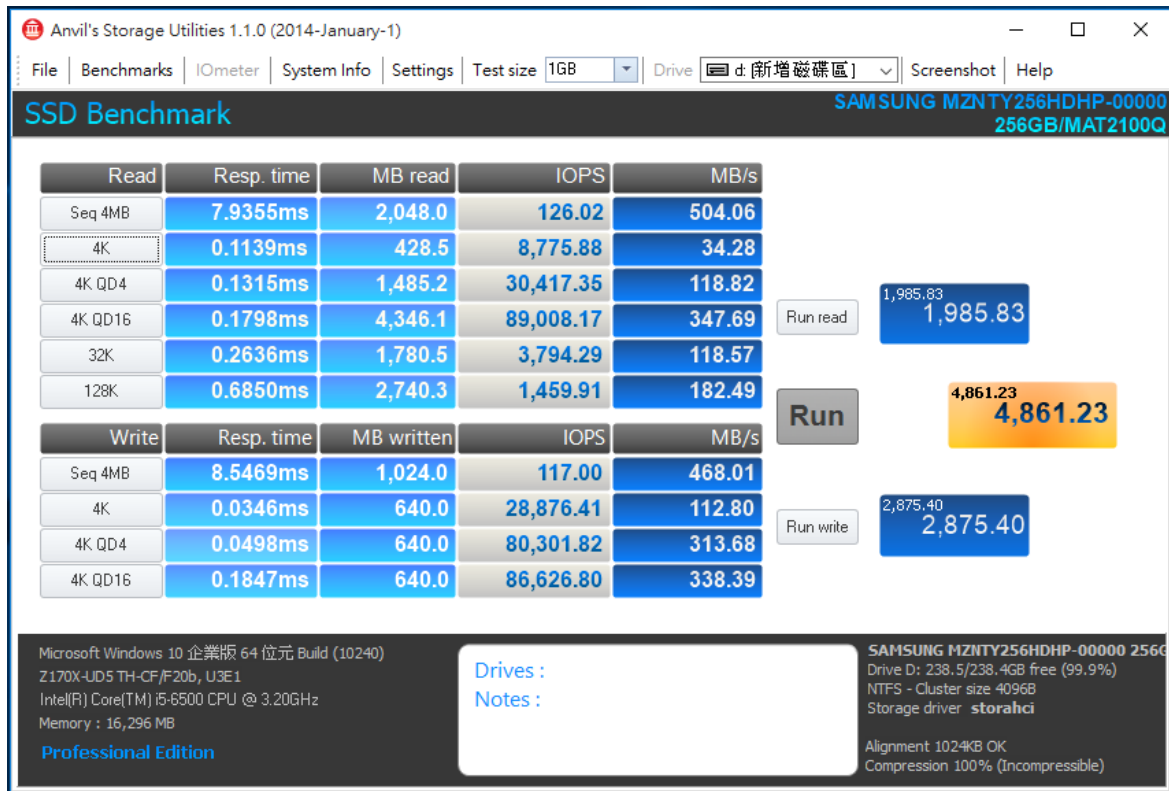 Anvil's Storage Utilities 1.1.0 (2014-January-1)
File Benchmarks IOmeter System Info Settings Test size 1GB Drive d: [新增磁碟區] Screenshot Help
SSD Benchmark
SAMSUNG MZNTY256HDHP-00000
256GB/MAT2100Q
Read Resp. time MB read IOPS MB/s
Seq 4MB 7.9355ms 2,048.0 126.02 504.06
4K 0.1139ms 428.5 8,775.88 34.28
4K QD4 0.1315ms 1,485.2 30,417.35 118.82
4K QD16 0.1798ms 4,346.1 89,008.17 347.69
32K 0.2636ms 1,780.5 3,794.29 118.57
128K 0.6850ms 2,740.3 1,459.91 182.49
Run read
1,985.83
1,985.83
Run
4,861.23
4,861.23
Write Resp. time MB written IOPS MB/s
Seq 4MB 8.5469ms 1,024.0 117.00 468.01
4K 0.0346ms 640.0 28,876.41 112.80
4K QD4 0.0498ms 640.0 80,301.82 313.68
4K QD16 0.1847ms 640.0 86,626.80 338.39
Run write
2,875.40
2,875.40
Microsoft Windows 10 企業版 64 位元 Build (10240)
Z170X-UD5 TH-CF/F20b, U3E1
Intel(R) Core(TM) i5-6500 CPU @ 3.20GHz
Memory : 16,296 MB
Professional Edition
Drives :
Notes :
SAMSUNG MZNTY256HDHP-00000 256G
Drive D: 238.5/238.4GB free (99.9%)
NTFS - Cluster size 4096B
Storage driver storahci
Alignment 1024KB OK
Compression 100% (Incompressible)